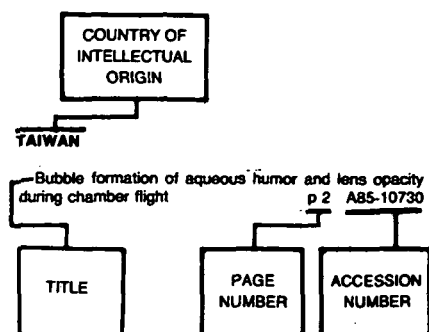 COUNTRY OF
INTELLECTUAL
ORIGIN
TAIWAN
Bubble formation of aqueous humor and lens opacity
during chamber flight p 2 A85-10730
TITLE
PAGE
NUMBER
ACCESSION
NUMBER